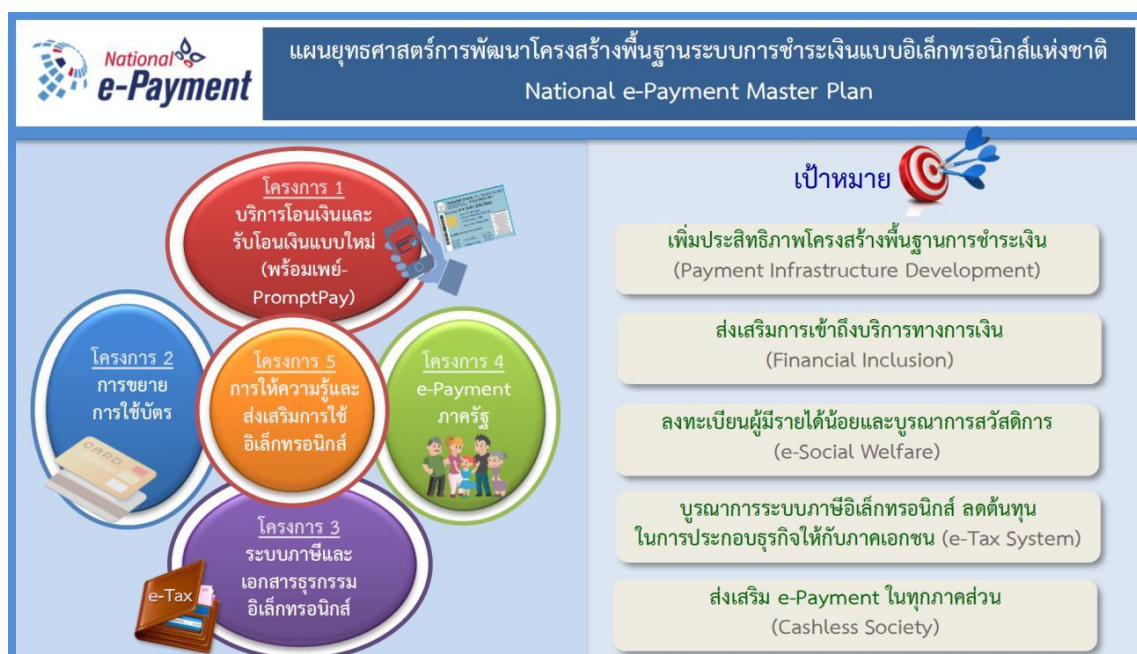 National
e-Payment
แผนยุทธศาสตร์การพัฒนาโครงสร้างพื้นฐานระบบการชำระเงินแบบอิเล็กทรอนิกส์แห่งชาติ
National e-Payment Master Plan
โครงการ 1
บริการโอนเงินและ
รับโอนเงินแบบใหม่
(พร้อมเพย์-
PromptPay)
โครงการ 2
การขยาย
การใช้บัตร
CARD
โครงการ 5
การให้ความรู้และ
ส่งเสริมการใช้
อิเล็กทรอนิกส์
โครงการ 4
e-Payment
ภาครัฐ
โครงการ 3
ระบบภาษีและ
เอกสารธุรกรรม
อิเล็กทรอนิกส์
e-Tax
เป้าหมาย
เพิ่มประสิทธิภาพโครงสร้างพื้นฐานการชำระเงิน
(Payment Infrastructure Development)
ส่งเสริมการเข้าถึงบริการทางการเงิน
(Financial Inclusion)
ลงทะเบียนผู้มีรายได้น้อยและบูรณาการสวัสดิการ
(e-Social Welfare)
บูรณาการระบบภาษีอิเล็กทรอนิกส์ ลดต้นทุน
ในการประกอบธุรกิจให้กับภาคเอกชน (e-Tax System)
ส่งเสริม e-Payment ในทุกภาคส่วน
(Cashless Society)